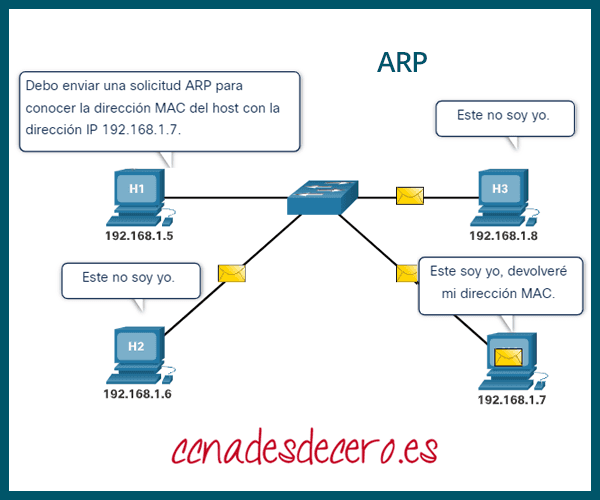 ARP
Debo enviar una solicitud ARP para
conocer la dirección MAC del host con la
dirección IP 192.168.1.7.
Este no soy yo.
H1
H3
192.168.1.5
192.168.1.8
Este no soy yo.
Este soy yo, devolveré
mi dirección MAC.
H2
192.168.1.6
192.168.1.7
ccnadesdecero.es